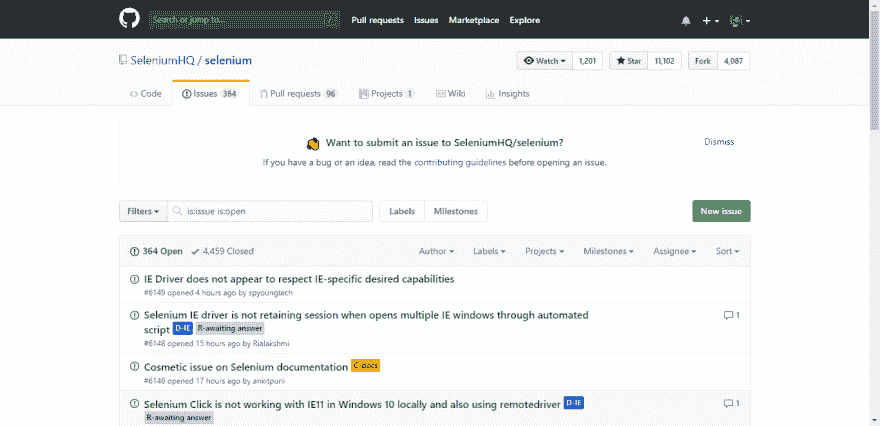 Search or jump to... / Pull requests Issues Marketplace Explore
SeleniumHQ / selenium Watch 1,201 Star 11,102 Fork 4,087
Code Issues 364 Pull requests 96 Projects 1 Wiki Insights
Want to submit an issue to SeleniumHQ/selenium? Dismiss
If you have a bug or an idea, read the contributing guidelines before opening an issue.
Filters is:issue is:open Labels Milestones New issue
364 Open 4,459 Closed Author Labels Projects Milestones Assignee Sort
IE Driver does not appear to respect IE-specific desired capabilities
#6149 opened 4 hours ago by spyoungtech
Selenium IE driver is not retaining session when opens multiple IE windows through automated 1
script D-IE R-awaiting answer
#6148 opened 15 hours ago by Rialakshmi
Cosmetic issue on Selenium documentation C-docs
#6146 opened 17 hours ago by ankitpurii
Selenium Click is not working with IE11 in Windows 10 locally and also using remotedriver D-IE 1
R-awaiting answer